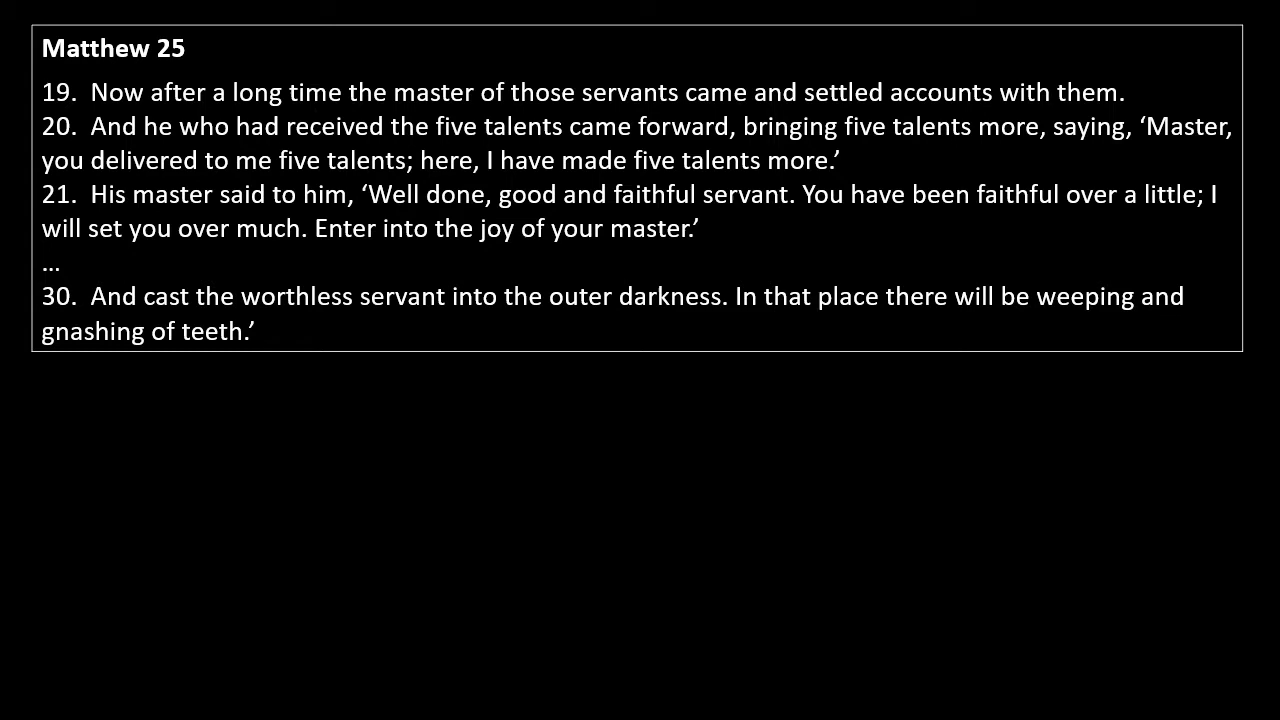 Matthew 25
19.  Now after a long time the master of those servants came and settled accounts with them.
20.  And he who had received the five talents came forward, bringing five talents more, saying, ‘Master,
you delivered to me five talents; here, I have made five talents more.’
21.  His master said to him, ‘Well done, good and faithful servant. You have been faithful over a little; I
will set you over much. Enter into the joy of your master.’
...
30.  And cast the worthless servant into the outer darkness. In that place there will be weeping and
gnashing of teeth.’